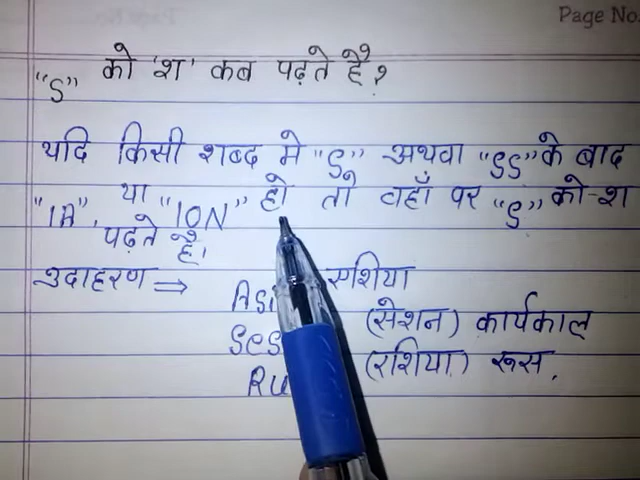 Page No.
"S" को 'श' कब पढ़ते है?
यदि किसी शब्द मे "S" अथवा "SS" के बाद
"IA", या "ION" हो तो वहाँ पर "S" को-श
पढ़ते है।
उदाहरण ⇒ Asi एशिया
Ses (सेशन) कार्यकाल
Ru (रशिया) रूस.